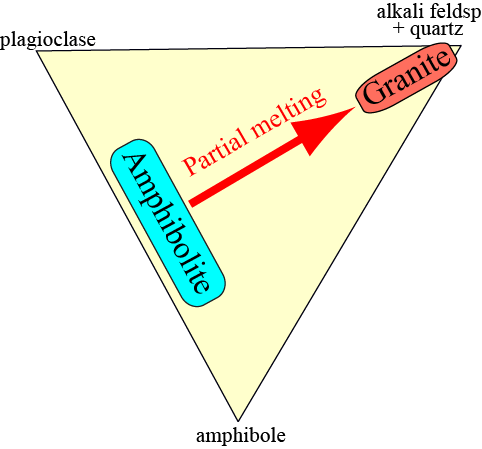 alkali feldsp
+ quartz
plagioclase
Granite
Partial melting
Amphibolite
amphibole